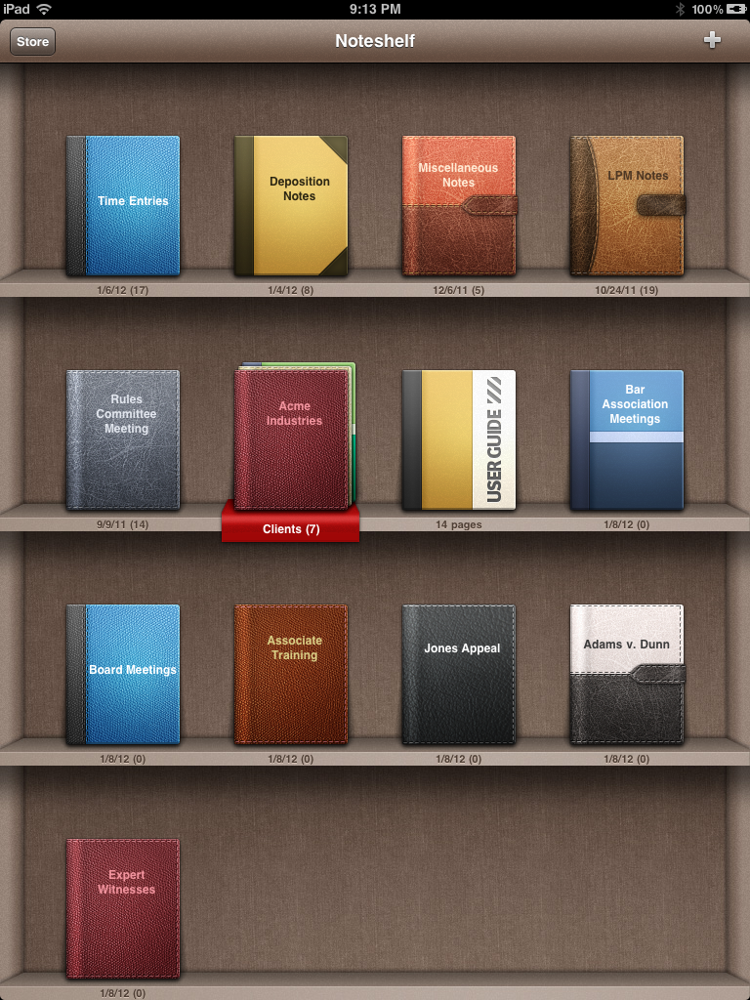 iPad 9:13 PM 100%
Store Noteshelf
Time Entries
Deposition
Notes
Miscellaneous
Notes
LPM Notes
1/6/12 (17)
1/4/12 (8)
12/6/11 (5)
10/24/11 (19)
Rules
Committee
Meeting
Acme
Industries
USER GUIDE
Bar
Association
Meetings
9/9/11 (14)
Clients (7)
14 pages
1/8/12 (0)
Board Meetings
Associate
Training
Jones Appeal
Adams v. Dunn
1/8/12 (0)
1/8/12 (0)
1/8/12 (0)
1/8/12 (0)
Expert
Witnesses
1/8/12 (0)